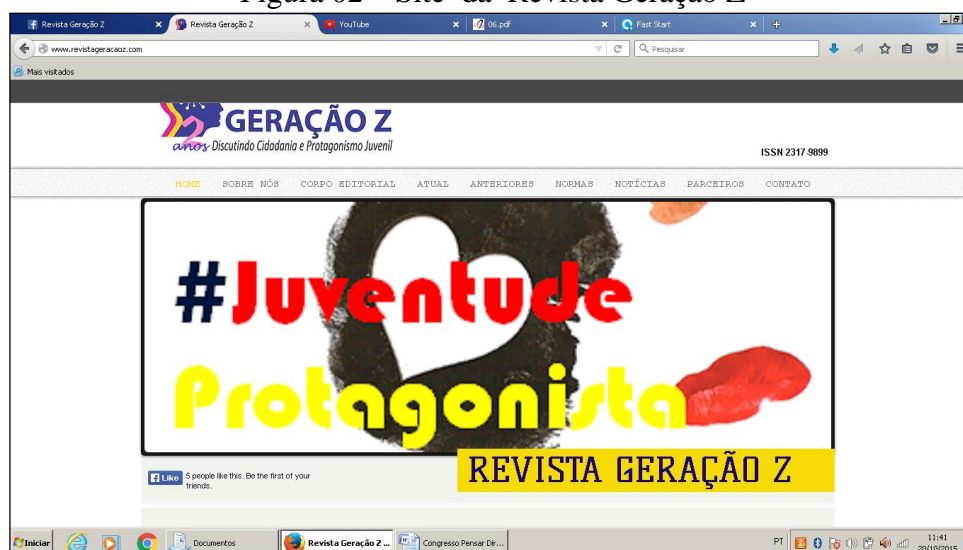 Figura 02 – Site da Revista Geração Z
Revista Geração Z
Revista Geração Z
YouTube
06.pdf
Fast Start
www.revistageracaoz.com
Pesquisar
Mais visitados
GERAÇÃO Z
2 anos Discutindo Cidadania e Protagonismo Juvenil
ISSN 2317-9899
HOME SOBRE NÓS CORPO EDITORIAL ATUAL ANTERIORES NORMAS NOTÍCIAS PARCEIROS CONTATO
#Juventude
Protagonista
REVISTA GERAÇÃO Z
Like 5 people like this. Be the first of your
friends.
Iniciar
Documentos
Revista Geração Z ...
Congresso Pensar Dir...
PT
11:41
20/10/2015